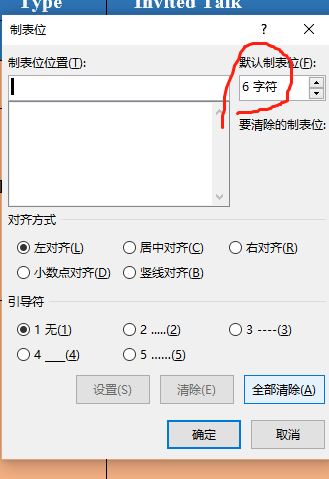 Type Invited Talk
制表位
制表位位置(T): 默认制表位(F):
6 字符
要清除的制表位:
对齐方式
左对齐(L) 居中对齐(C) 右对齐(R)
小数点对齐(D) 竖线对齐(B)
引导符
1 无(1) 2 .....(2) 3 ----(3)
4 ___(4) 5 ......(5)
设置(S) 清除(E) 全部清除(A)
确定 取消